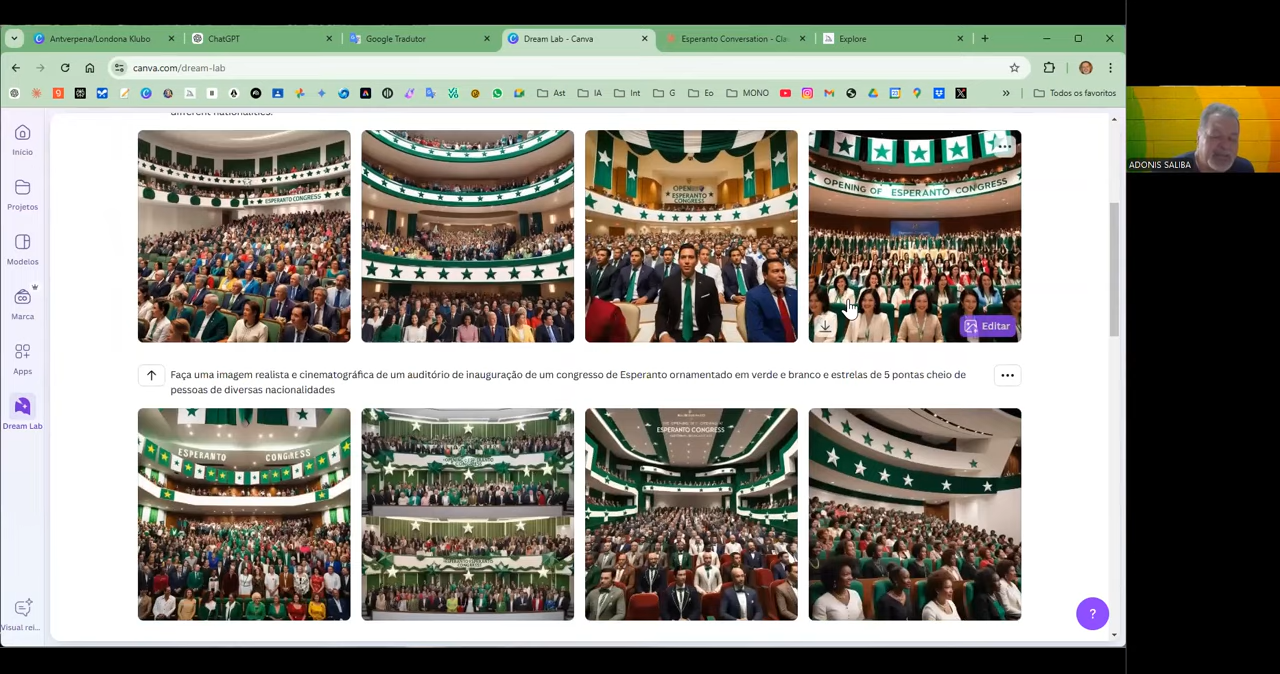 Antverpena/Londona Klubo
ChatGPT
Google Tradutor
Dream Lab - Canva
Esperanto Conversation - Cla
Explore
canva.com/dream-lab
Ast
IA
Int
G
Eo
MONO
Todos os favoritos
ADONIS SALIBA
Início
Projetos
Modelos
Marca
Apps
Dream Lab
Visual rei...
different nationalities.
ESPERANTO CONGRESS
OPENING
ESPERANTO
CONGRESS
OPENING OF ESPERANTO CONGRESS
Editar
Faça uma imagem realista e cinematográfica de um auditório de inauguração de um congresso de Esperanto ornamentado em verde e branco e estrelas de 5 pontas cheio de
pessoas de diversas nacionalidades
ESPERANTO CONGRESS
ESPERANTO CONGRESS
?